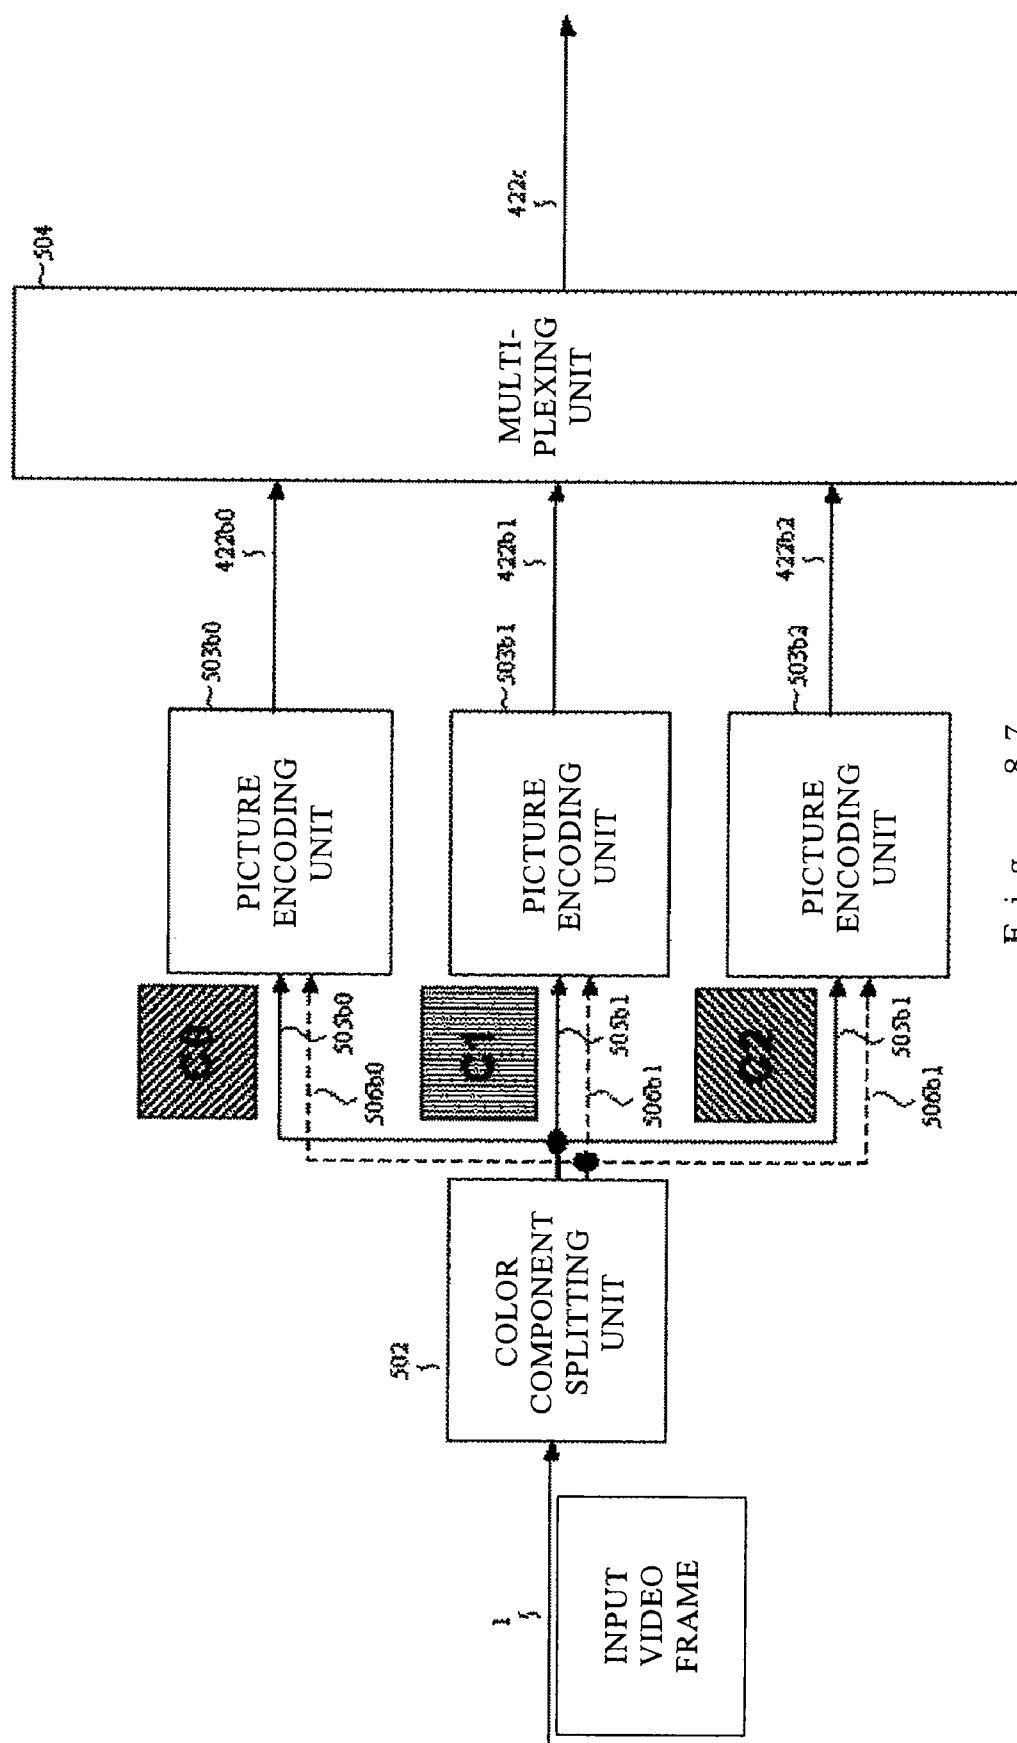 1
INPUT
VIDEO
FRAME
502
COLOR
COMPONENT
SPLITTING
UNIT
C0
505b0
506b0
C1
505b1
506b1
C2
505b1
506b1
PICTURE
ENCODING
UNIT
503b0
PICTURE
ENCODING
UNIT
503b1
PICTURE
ENCODING
UNIT
503b2
422b0
422b1
422b2
504
MULTI-
PLEXING
UNIT
422c
Fig. 87